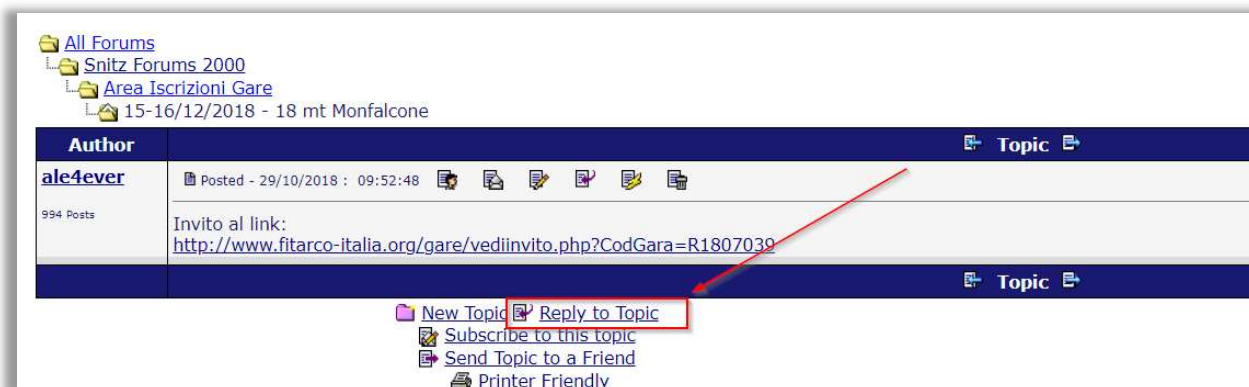 All Forums
Snitz Forums 2000
Area Iscrizioni Gare
15-16/12/2018 - 18 mt Monfalcone
Author Topic
ale4ever Posted - 29/10/2018 : 09:52:48
994 Posts
Invito al link:
http://www.fitarco-italia.org/gare/vediinvito.php?CodGara=R1807039
Topic
New Topic Reply to Topic
Subscribe to this topic
Send Topic to a Friend
Printer Friendly